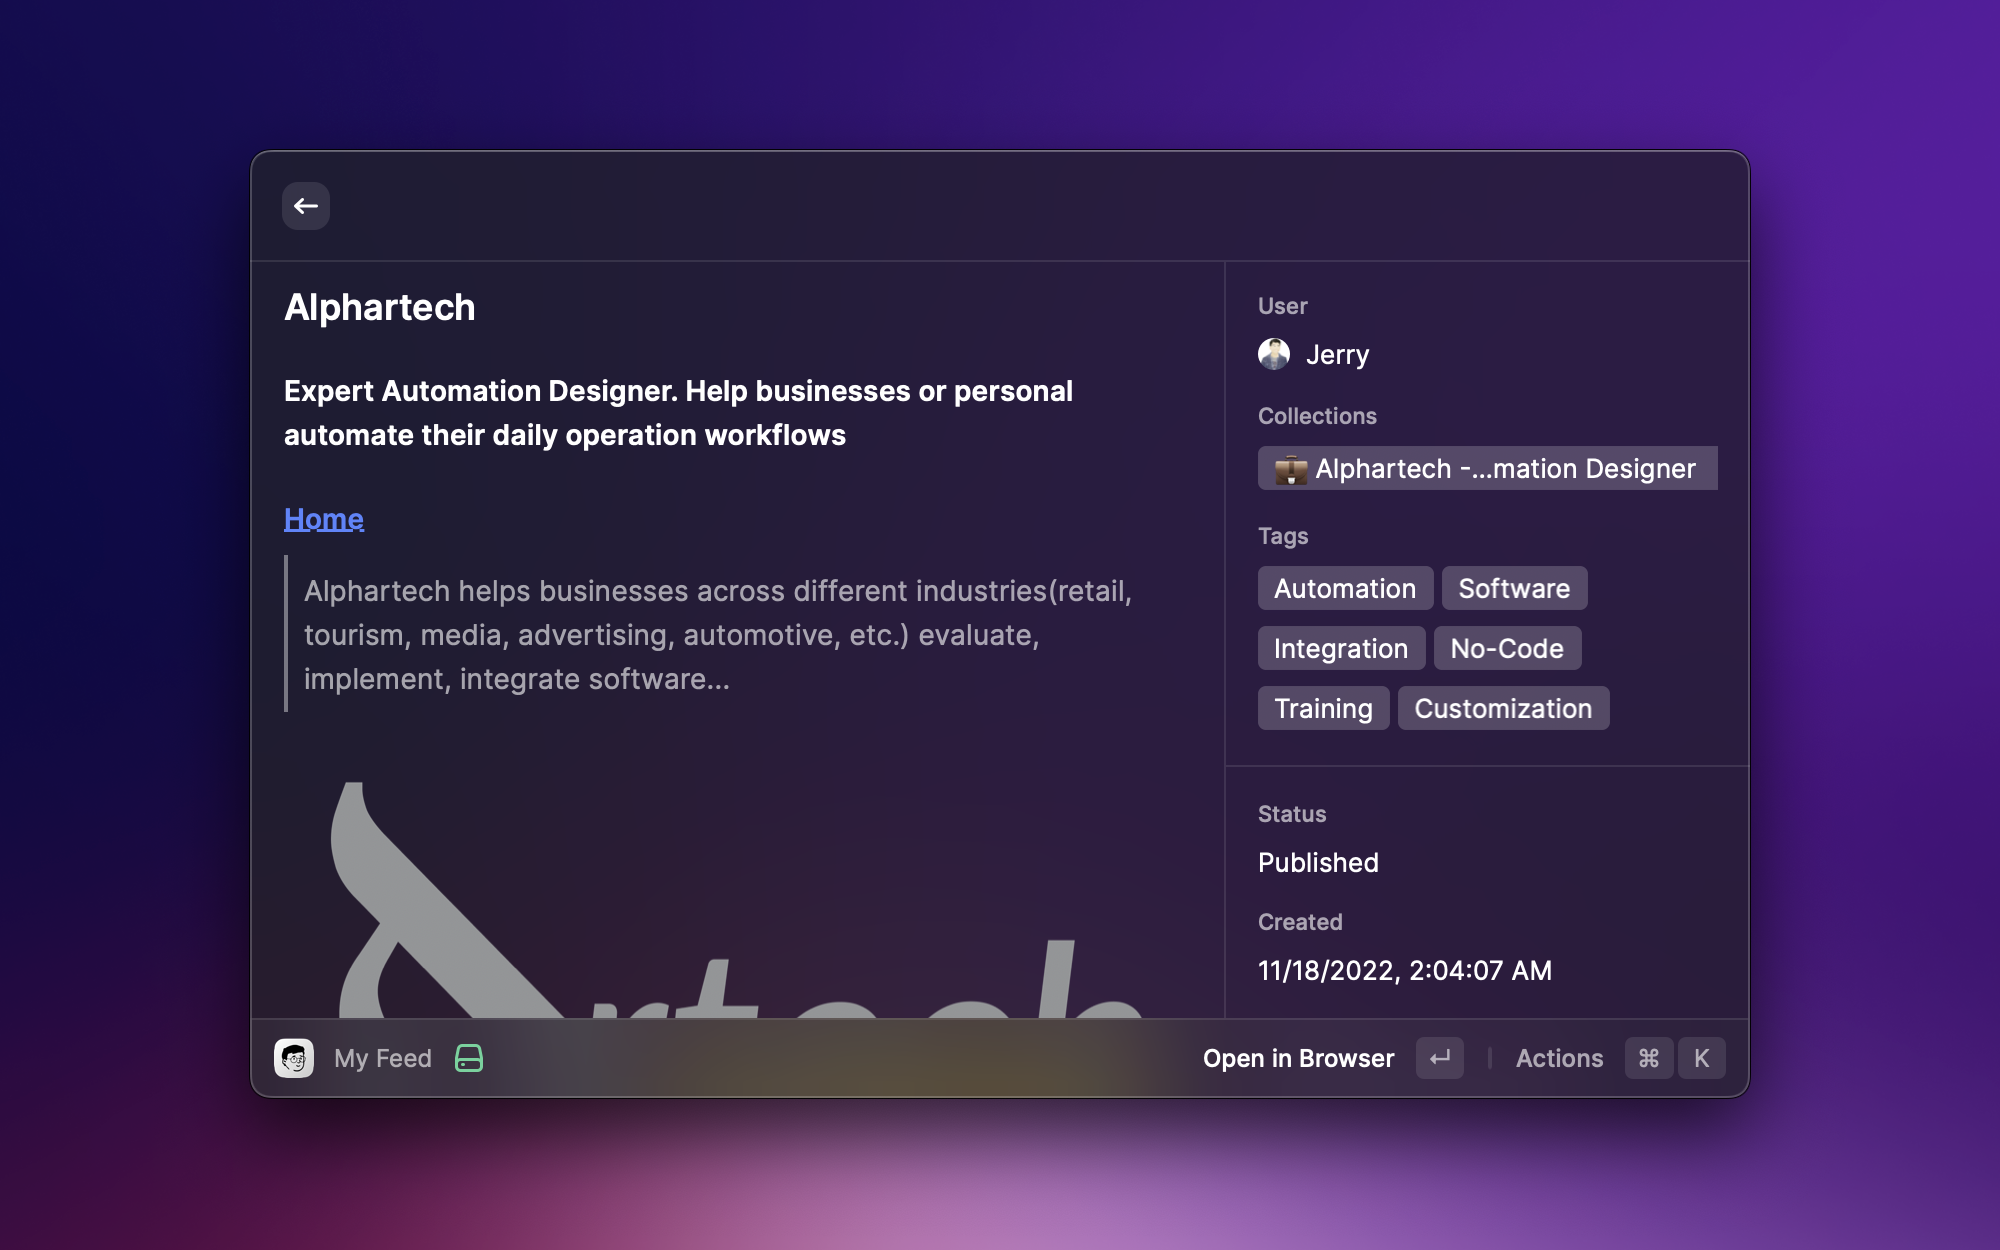 Alphartech
Expert Automation Designer. Help businesses or personal
automate their daily operation workflows
Home
Alphartech helps businesses across different industries(retail,
tourism, media, advertising, automotive, etc.) evaluate,
implement, integrate software...
rtech
User
Jerry
Collections
💼 Alphartech -...mation Designer
Tags
Automation Software
Integration No-Code
Training Customization
Status
Published
Created
11/18/2022, 2:04:07 AM
My Feed
Open in Browser ↵ | Actions ⌘ K